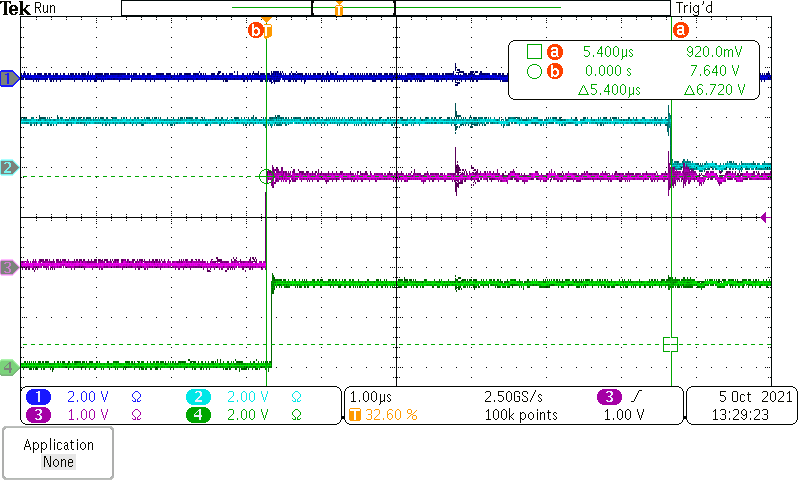 Tek Run Trig'd
b T T a
a 5.400µs 920.0mV
b 0.000 s 7.640 V
Δ5.400µs Δ6.720 V
1
2
3
4
1 2.00 V Ω 2 2.00 V Ω 1.00µs 2.50GS/s 3 ʃ 5 Oct 2021
3 1.00 V Ω 4 2.00 V Ω T 32.60 % 100k points 1.00 V 13:29:23
Application
None